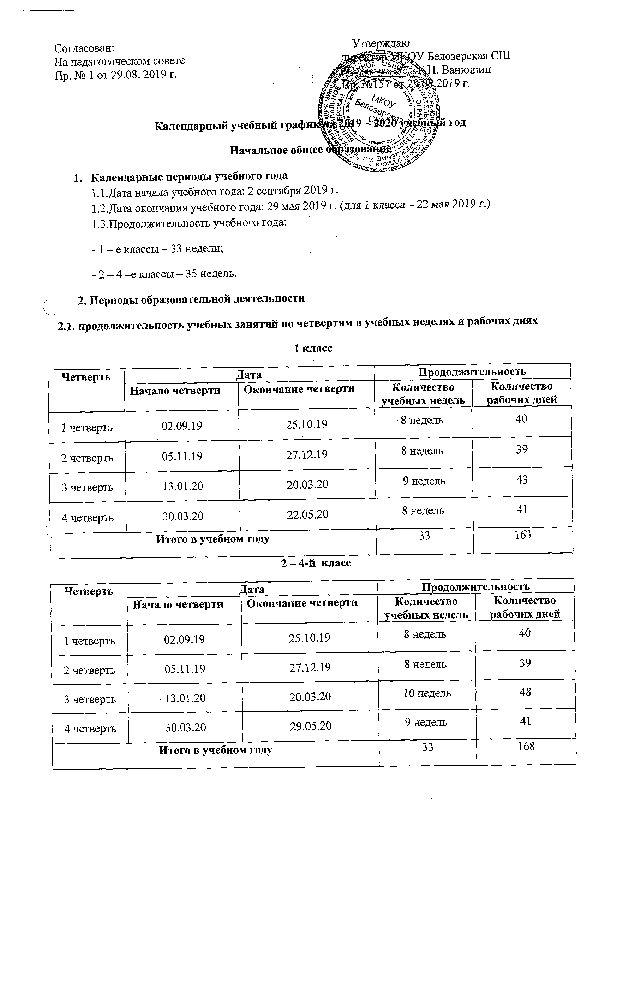 Согласован:
На педагогическом совете
Пр. № 1 от 29.08. 2019 г.
Утверждаю
директор МКОУ Белозерская СШ
Н. Ванюшин
Пр. №157 от 29.08.2019 г.
МКОУ
Белозерская
Календарный учебный график на 2019 – 2020 учебный год
Начальное общее образование
1. Календарные периоды учебного года
1.1.Дата начала учебного года: 2 сентября 2019 г.
1.2.Дата окончания учебного года: 29 мая 2019 г. (для 1 класса – 22 мая 2019 г.)
1.3.Продолжительность учебного года:
- 1 – е классы – 33 недели;
- 2 – 4 –е классы – 35 недель.
2. Периоды образовательной деятельности
2.1. продолжительность учебных занятий по четвертям в учебных неделях и рабочих днях
1 класс
Четверть Дата Продолжительность
Начало четверти Окончание четверти Количество учебных недель Количество рабочих дней
1 четверть 02.09.19 25.10.19 8 недель 40
2 четверть 05.11.19 27.12.19 8 недель 39
3 четверть 13.01.20 20.03.20 9 недель 43
4 четверть 30.03.20 22.05.20 8 недель 41
Итого в учебном году 33 163
2 – 4-й класс
Четверть Дата Продолжительность
Начало четверти Окончание четверти Количество учебных недель Количество рабочих дней
1 четверть 02.09.19 25.10.19 8 недель 40
2 четверть 05.11.19 27.12.19 8 недель 39
3 четверть 13.01.20 20.03.20 10 недель 48
4 четверть 30.03.20 29.05.20 9 недель 41
Итого в учебном году 33 168